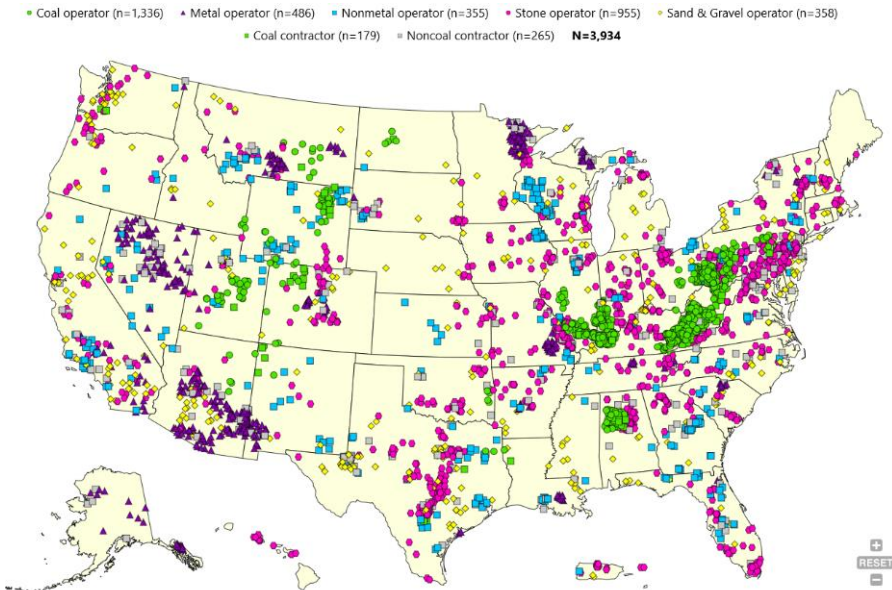 Coal operator (n=1,336) Metal operator (n=486) Nonmetal operator (n=355) Stone operator (n=955) Sand & Gravel operator (n=358)
Coal contractor (n=179) Noncoal contractor (n=265) N=3,934
+
RESET
−